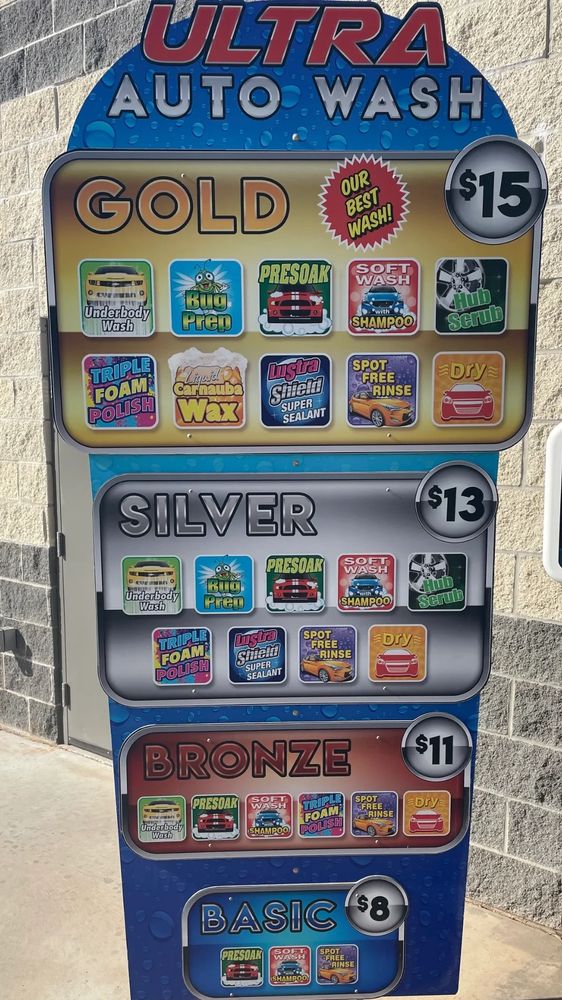 ULTRA
AUTO WASH
GOLD
OUR
BEST
WASH!
$15
Underbody
Wash
Bug
Prep
PRESOAK
SOFT
WASH
with
SHAMPOO
Hub
Scrub
TRIPLE
FOAM
POLISH
Liquid
Carnauba
Wax
Lustra
Shield
SUPER
SEALANT
SPOT
FREE
RINSE
Dry
SILVER
$13
Underbody
Wash
Bug
Prep
PRESOAK
SOFT
WASH
with
SHAMPOO
Hub
Scrub
TRIPLE
FOAM
POLISH
Lustra
Shield
SUPER
SEALANT
SPOT
FREE
RINSE
Dry
BRONZE
$11
Underbody
Wash
PRESOAK
SOFT
WASH
with
SHAMPOO
TRIPLE
FOAM
POLISH
SPOT
FREE
RINSE
Dry
BASIC
$8
PRESOAK
SOFT
WASH
with
SHAMPOO
SPOT
FREE
RINSE